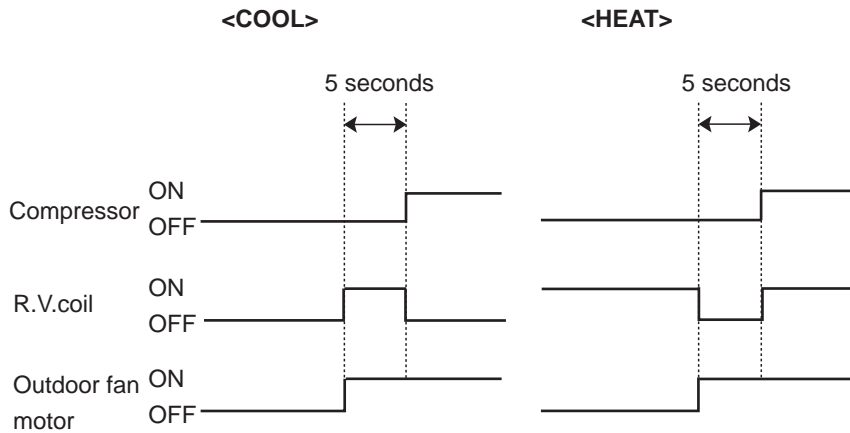 <COOL>
<HEAT>
5 seconds
5 seconds
Compressor
ON
OFF
R.V.coil
ON
OFF
Outdoor fan
motor
ON
OFF